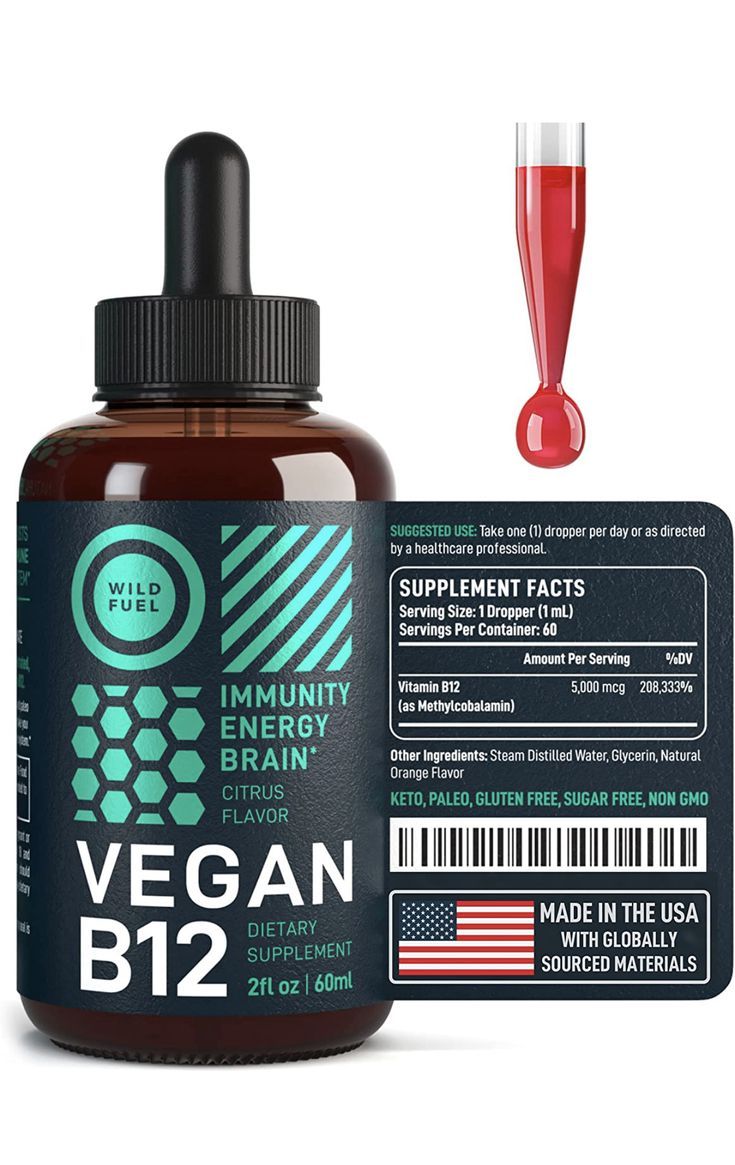 WILD
FUEL
IMMUNITY
ENERGY
BRAIN*
CITRUS
FLAVOR
VEGAN
B12
DIETARY
SUPPLEMENT
2fl oz | 60ml
SUGGESTED USE: Take one (1) dropper per day or as directed
by a healthcare professional.
SUPPLEMENT FACTS
Serving Size: 1 Dropper (1 mL)
Servings Per Container: 60
Amount Per Serving %DV
Vitamin B12 5,000 mcg 208,333%
(as Methylcobalamin)
Other Ingredients: Steam Distilled Water, Glycerin, Natural
Orange Flavor
KETO, PALEO, GLUTEN FREE, SUGAR FREE, NON GMO
MADE IN THE USA
WITH GLOBALLY
SOURCED MATERIALS